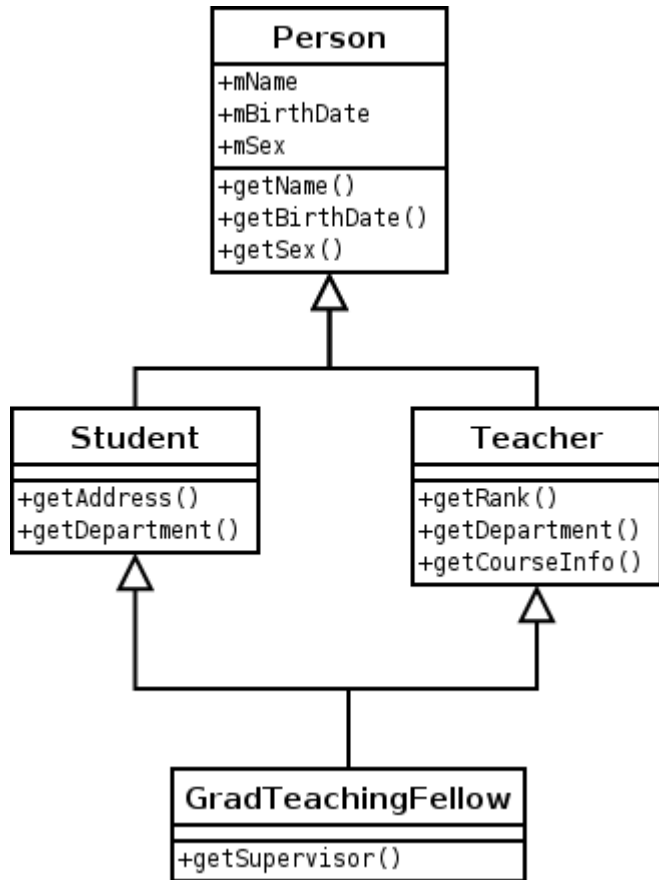 Person
+mName
+mBirthDate
+mSex
+getName()
+getBirthDate()
+getSex()
Student
+getAddress()
+getDepartment()
Teacher
+getRank()
+getDepartment()
+getCourseInfo()
GradTeachingFellow
+getSupervisor()